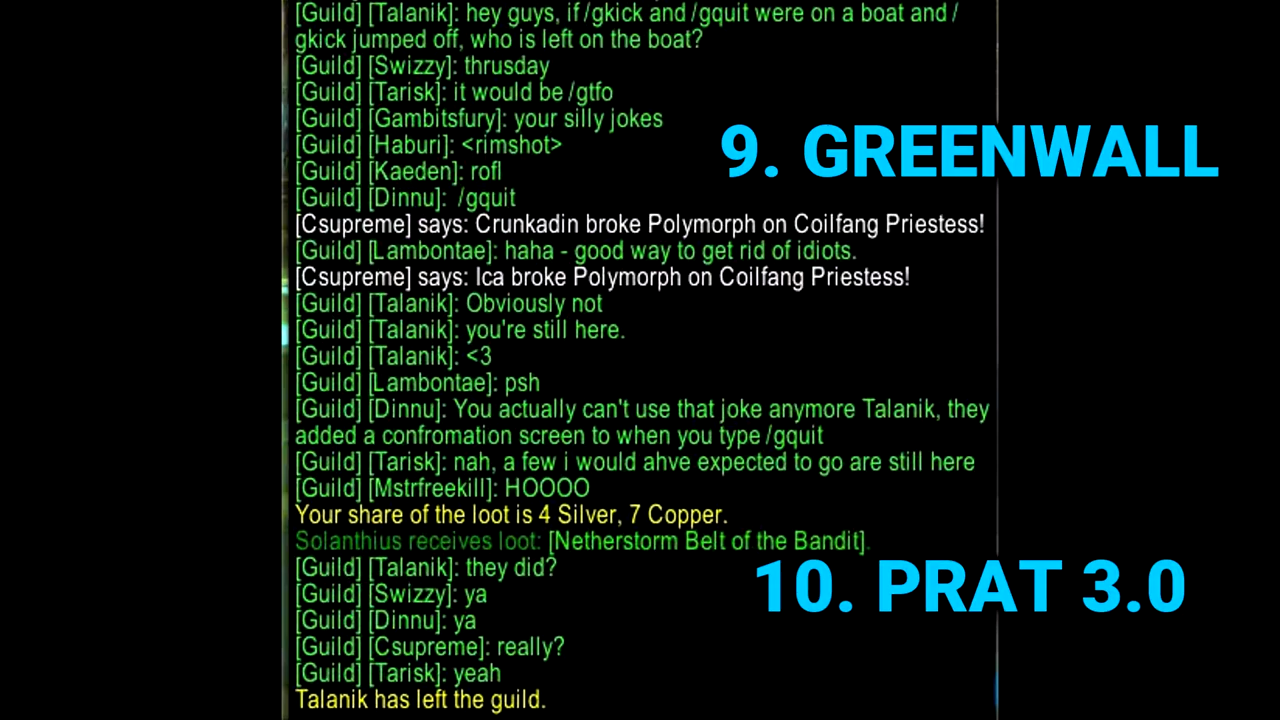 [Guild] [Talanik]: hey guys, if /gkick and /gquit were on a boat and /
gkick jumped off, who is left on the boat?
[Guild] [Swizzy]: thrusday
[Guild] [Tarisk]: it would be /gtfo
[Guild] [Gambitsfury]: your silly jokes
[Guild] [Haburi]: <rimshot>
9. GREENWALL
[Guild] [Kaeden]: rofl
[Guild] [Dinnu]: /gquit
[Csupreme] says: Crunkadin broke Polymorph on Coilfang Priestess!
[Guild] [Lambontae]: haha - good way to get rid of idiots.
[Csupreme] says: Ica broke Polymorph on Coilfang Priestess!
[Guild] [Talanik]: Obviously not
[Guild] [Talanik]: you're still here.
[Guild] [Talanik]: <3
[Guild] [Lambontae]: psh
[Guild] [Dinnu]: You actually can't use that joke anymore Talanik, they
added a confromation screen to when you type /gquit
[Guild] [Tarisk]: nah, a few i would ahve expected to go are still here
[Guild] [Mstrfreekill]: HOOOO
Your share of the loot is 4 Silver, 7 Copper.
Solanthius receives loot: [Netherstorm Belt of the Bandit].
[Guild] [Talanik]: they did?
10. PRAT 3.0
[Guild] [Swizzy]: ya
[Guild] [Dinnu]: ya
[Guild] [Csupreme]: really?
[Guild] [Tarisk]: yeah
Talanik has left the guild.